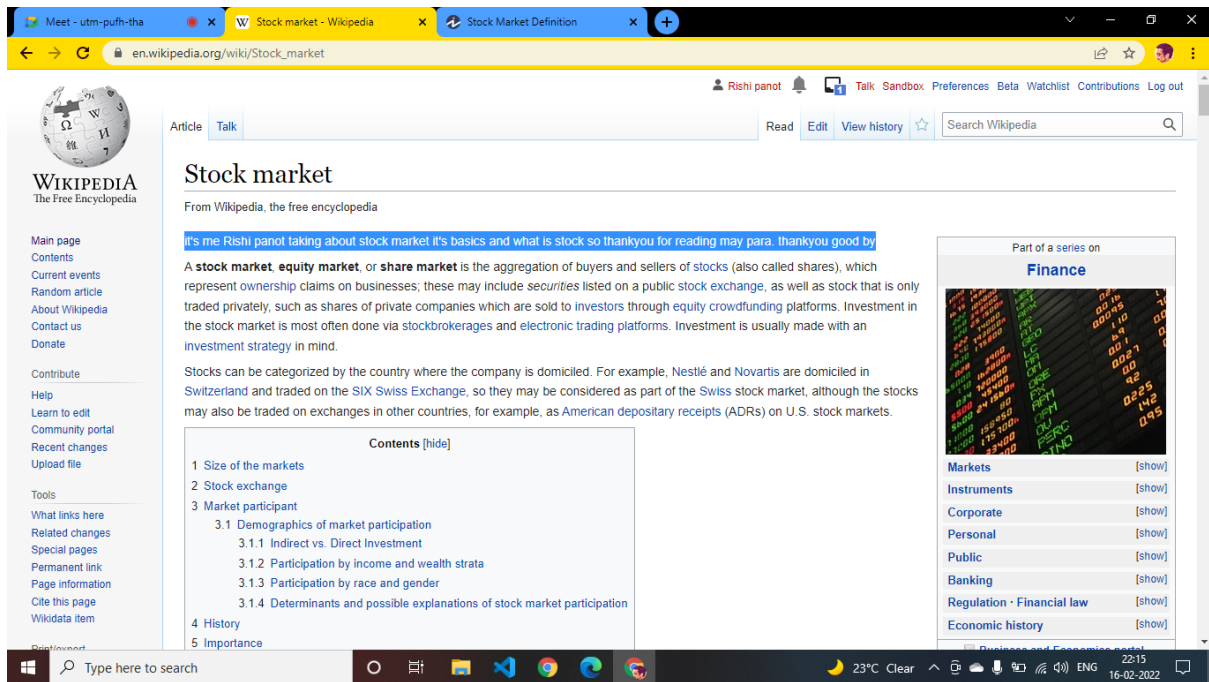 Meet - utm-pufh-tha
Stock market - Wikipedia
Stock Market Definition
en.wikipedia.org/wiki/Stock_market
Rishi panot
1
Talk Sandbox Preferences Beta Watchlist Contributions Log out
WIKIPEDIA
The Free Encyclopedia
Article Talk
Read Edit View history
Search Wikipedia
Stock market
From Wikipedia, the free encyclopedia
it's me Rishi panot taking about stock market it's basics and what is stock so thankyou for reading may para. thankyou good by
A stock market, equity market, or share market is the aggregation of buyers and sellers of stocks (also called shares), which
represent ownership claims on businesses; these may include securities listed on a public stock exchange, as well as stock that is only
traded privately, such as shares of private companies which are sold to investors through equity crowdfunding platforms. Investment in
the stock market is most often done via stockbrokerages and electronic trading platforms. Investment is usually made with an
investment strategy in mind.
Stocks can be categorized by the country where the company is domiciled. For example, Nestlé and Novartis are domiciled in
Switzerland and traded on the SIX Swiss Exchange, so they may be considered as part of the Swiss stock market, although the stocks
may also be traded on exchanges in other countries, for example, as American depositary receipts (ADRs) on U.S. stock markets.
Contents [hide]
1 Size of the markets
2 Stock exchange
3 Market participant
3.1 Demographics of market participation
3.1.1 Indirect vs. Direct Investment
3.1.2 Participation by income and wealth strata
3.1.3 Participation by race and gender
3.1.4 Determinants and possible explanations of stock market participation
4 History
5 Importance
Main page
Contents
Current events
Random article
About Wikipedia
Contact us
Donate
Contribute
Help
Learn to edit
Community portal
Recent changes
Upload file
Tools
What links here
Related changes
Special pages
Permanent link
Page information
Cite this page
Wikidata item
Print/export
Part of a series on
Finance
Markets [show]
Instruments [show]
Corporate [show]
Personal [show]
Public [show]
Banking [show]
Regulation · Financial law [show]
Economic history [show]
Business and Economics portal
Type here to search
23°C Clear
ENG
22:15
16-02-2022